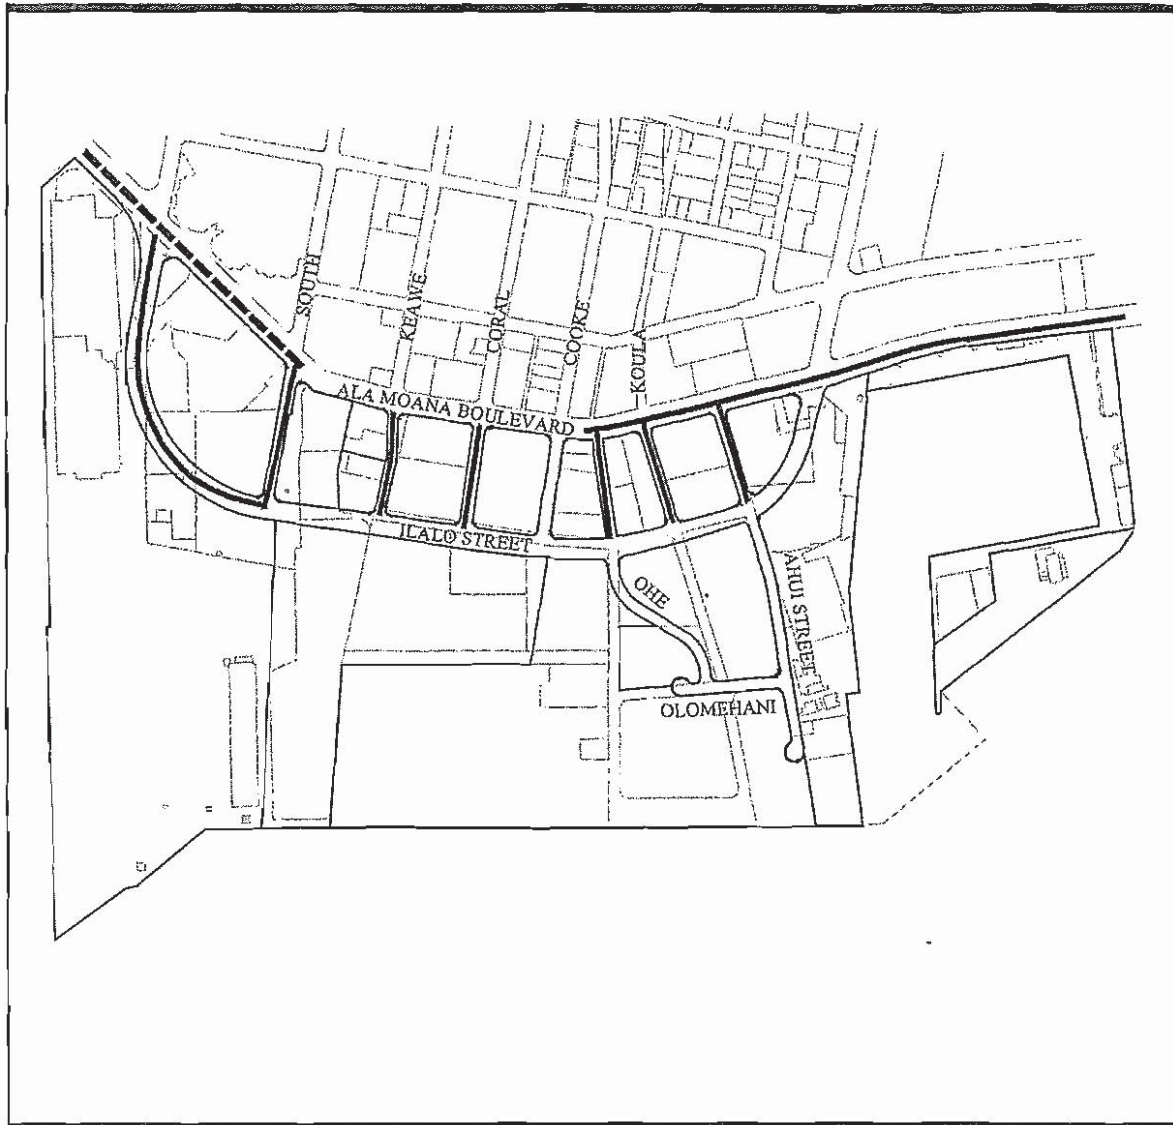 SOUTH
KEAWE
CORAL
COOKE
KOULA
ALA MOANA BOULEVARD
ILALO STREET
OHE
AHUI STREET
OLOMEHANI